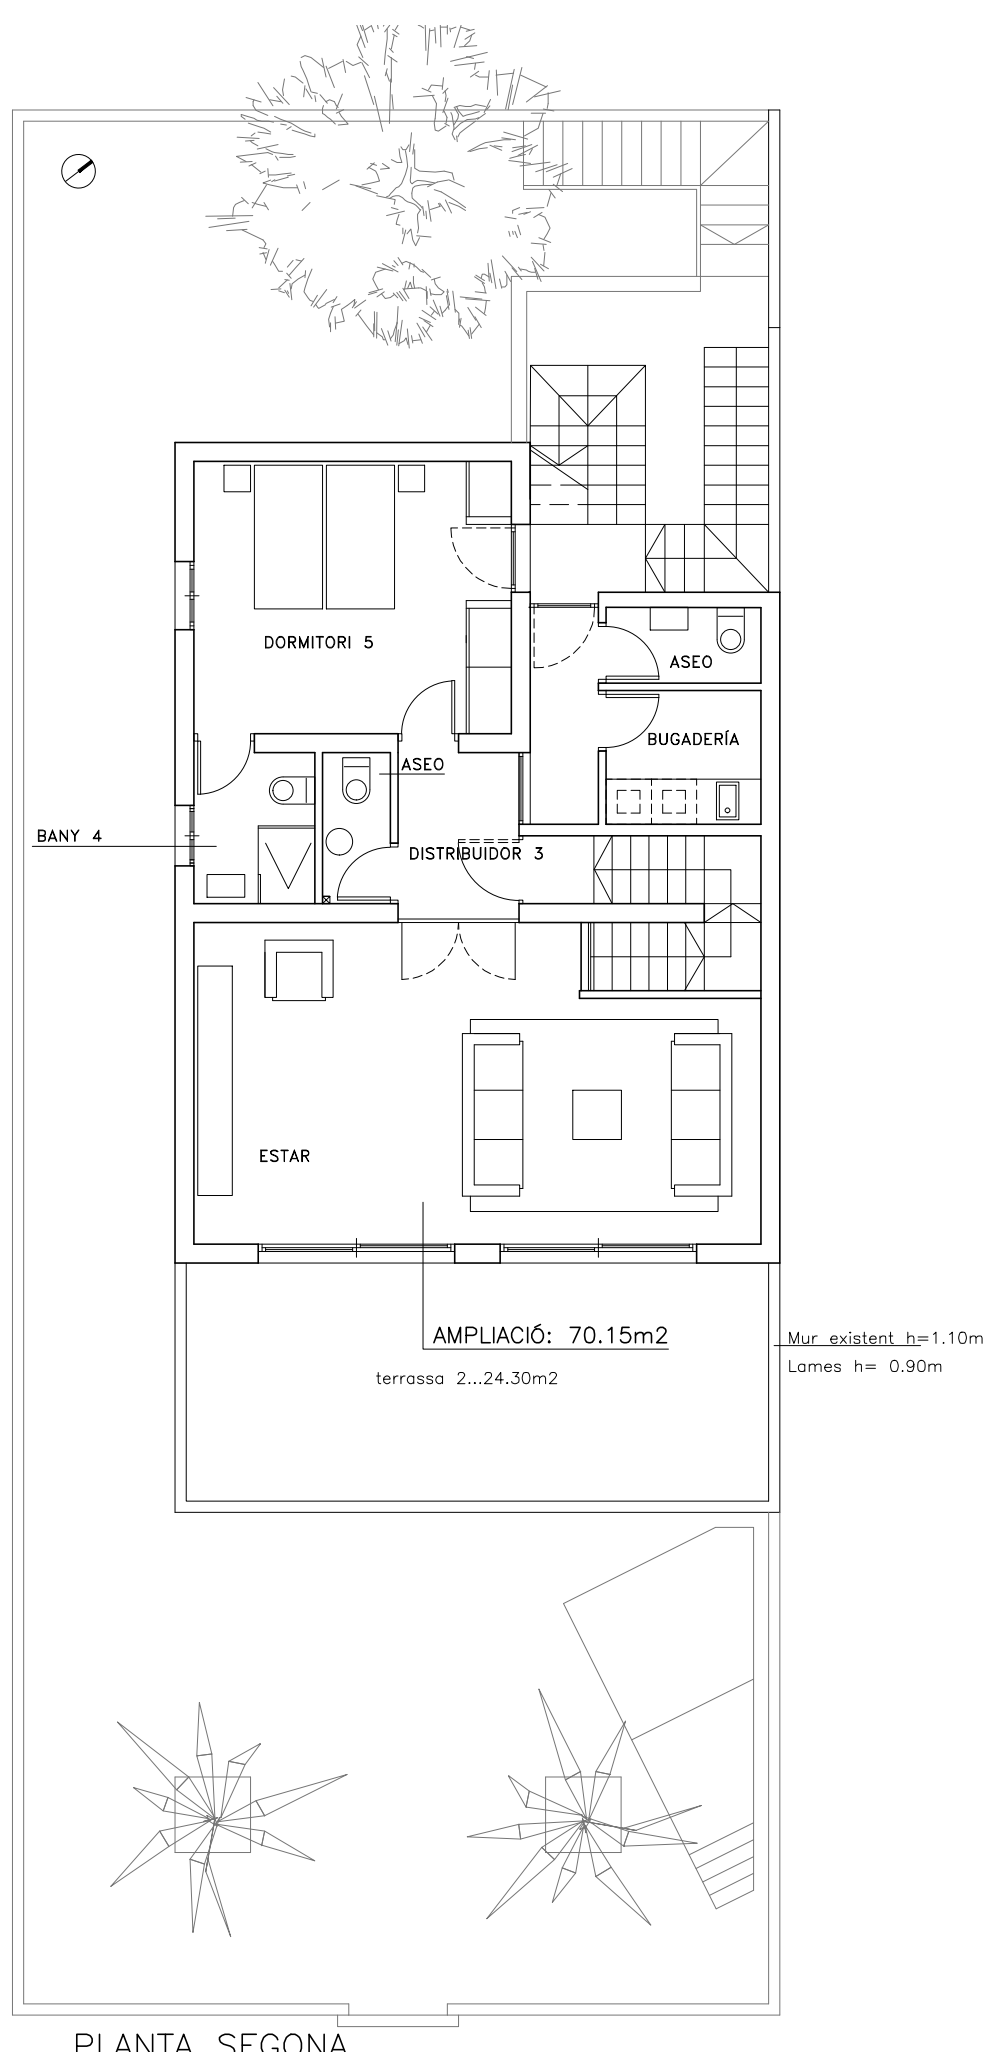 DORMITORI 5
ASEO
BUGADERÍA
ASEO
BANY 4
DISTRIBUIDOR 3
ESTAR
AMPLIACIÓ: 70.15m2
Mur existent h=1.10m
Lames h= 0.90m
terrassa 2...24.30m2
PLANTA SEGONA